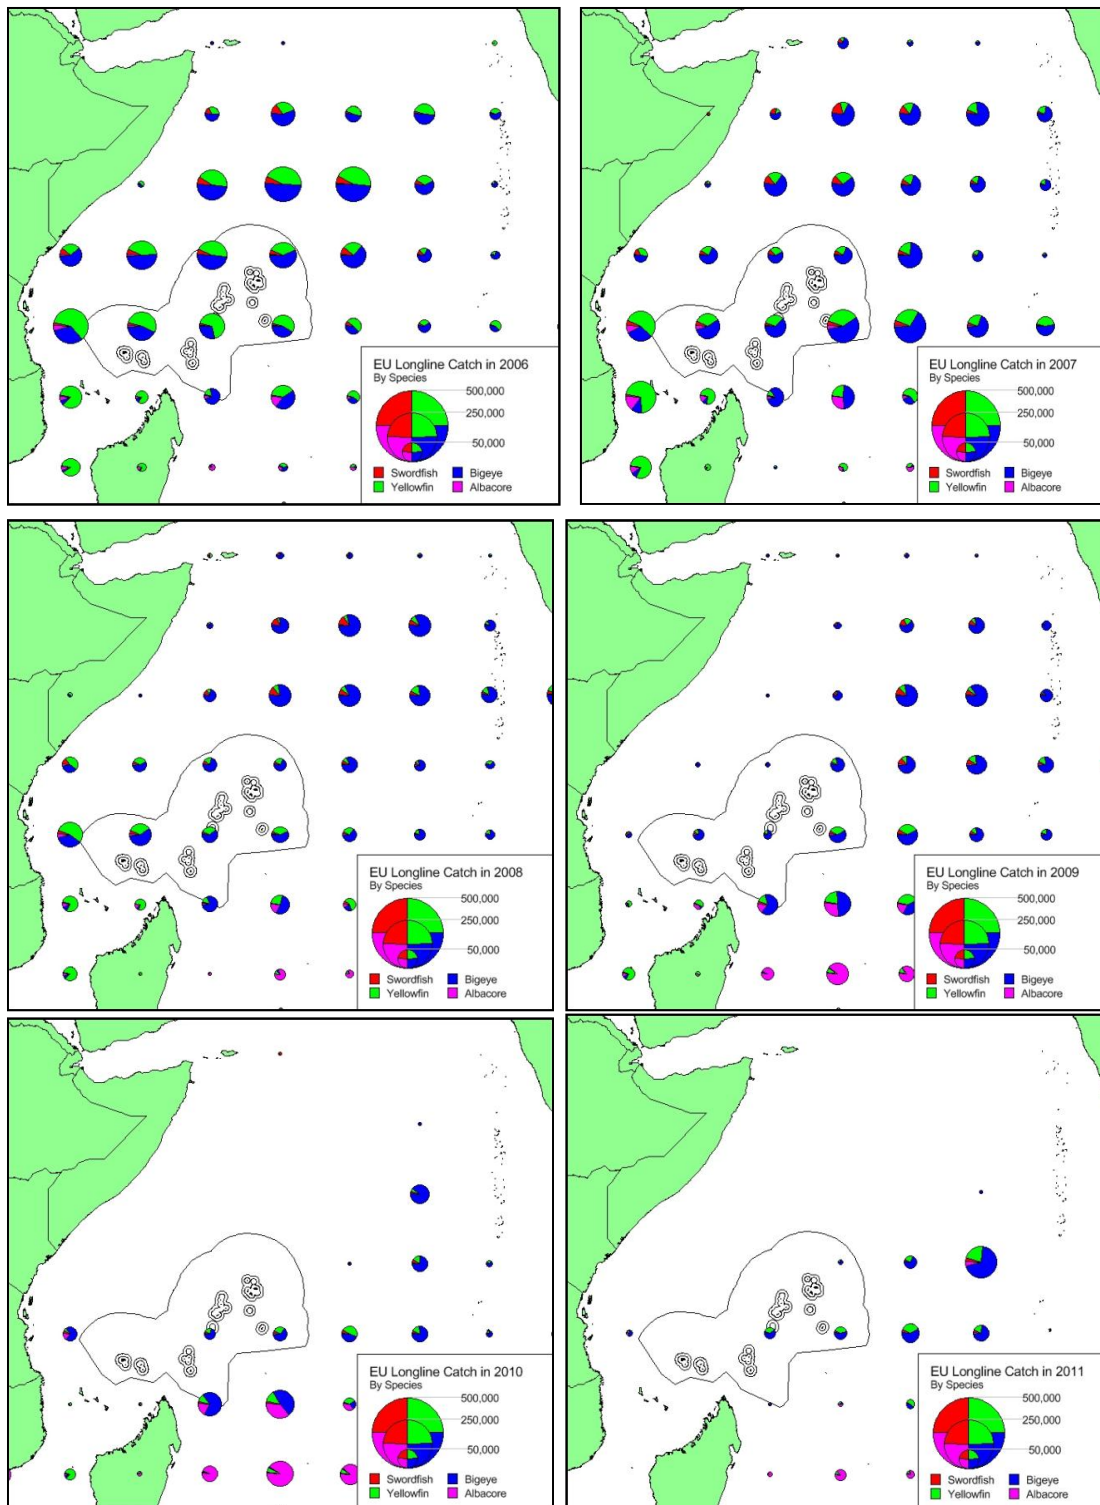 EU Longline Catch in 2006
By Species
500,000
250,000
50,000
Swordfish Bigeye
Yellowfin Albacore
EU Longline Catch in 2007
By Species
500,000
250,000
50,000
Swordfish Bigeye
Yellowfin Albacore
EU Longline Catch in 2008
By Species
500,000
250,000
50,000
Swordfish Bigeye
Yellowfin Albacore
EU Longline Catch in 2009
By Species
500,000
250,000
50,000
Swordfish Bigeye
Yellowfin Albacore
EU Longline Catch in 2010
By Species
500,000
250,000
50,000
Swordfish Bigeye
Yellowfin Albacore
EU Longline Catch in 2011
By Species
500,000
250,000
50,000
Swordfish Bigeye
Yellowfin Albacore